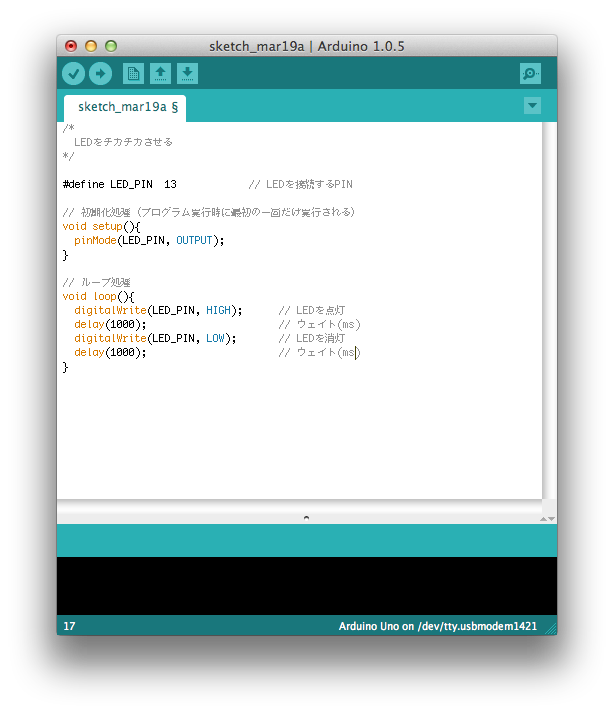 sketch_mar19a | Arduino 1.0.5
sketch_mar19a §
/*
  LEDをチカチカさせる
*/
#define LED_PIN  13            // LEDを接続するPIN
// 初期化処理（プログラム実行時に最初の一回だけ実行される）
void setup(){
  pinMode(LED_PIN, OUTPUT);
}
// ループ処理
void loop(){
  digitalWrite(LED_PIN, HIGH);      // LEDを点灯
  delay(1000);                      // ウェイト(ms)
  digitalWrite(LED_PIN, LOW);       // LEDを消灯
  delay(1000);                      // ウェイト(ms)
}
17
Arduino Uno on /dev/tty.usbmodem1421